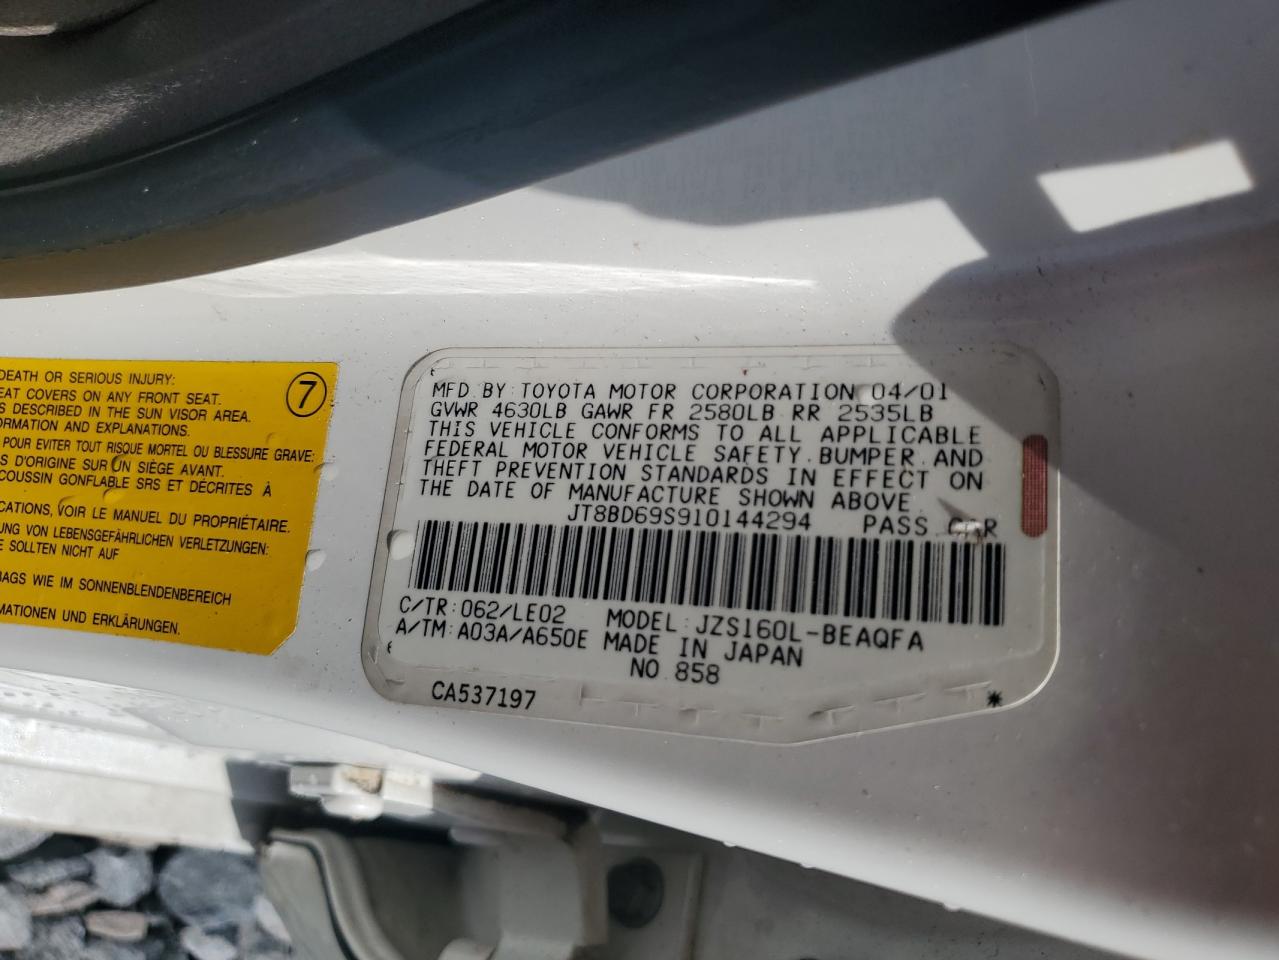 DEATH OR SERIOUS INJURY:
EAT COVERS ON ANY FRONT SEAT.
S DESCRIBED IN THE SUN VISOR AREA.
FORMATION AND EXPLANATIONS.
POUR ÉVITER TOUT RISQUE MORTEL OU BLESSURE GRAVE:
S D'ORIGINE SUR UN SIÈGE AVANT.
COUSSIN GONFLABLE SRS ET DÉCRITES À
CATIONS, VOIR LE MANUEL DU PROPRIÉTAIRE.
UNG VON LEBENSGEFÄHRLICHEN VERLETZUNGEN:
E SOLLTEN NICHT AUF
BAGS WIE IM SONNENBLENDENBEREICH
MATIONEN UND ERKLÄRUNGEN.
7
MFD. BY: TOYOTA MOTOR CORPORATION 04/01
GVWR 4630LB GAWR FR 2580LB RR 2535LB
THIS VEHICLE CONFORMS TO ALL APPLICABLE
FEDERAL MOTOR VEHICLE SAFETY, BUMPER, AND
THEFT PREVENTION STANDARDS IN EFFECT ON
THE DATE OF MANUFACTURE SHOWN ABOVE.
JT8BD69S910144294 PASS. CAR
C/TR: 062/LE02 MODEL: JZS160L-BEAQFA
A/TM: A03A/A650E MADE IN JAPAN
NO. 858
CA537197 *